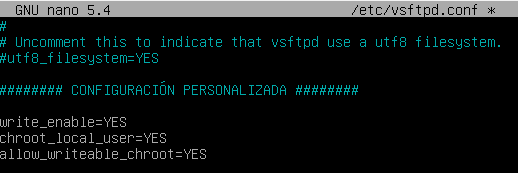 GNU nano 5.4 /etc/vsftpd.conf *
#
# Uncomment this to indicate that vsftpd use a utf8 filesystem.
#utf8_filesystem=YES
######## CONFIGURACIÓN PERSONALIZADA ########
write_enable=YES
chroot_local_user=YES
allow_writeable_chroot=YES